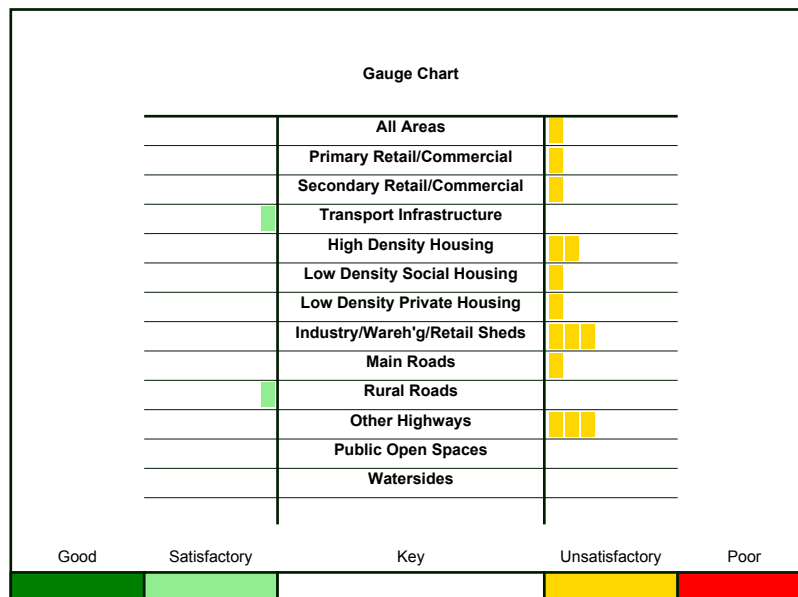 Gauge Chart
All Areas
Primary Retail/Commercial
Secondary Retail/Commercial
Transport Infrastructure
High Density Housing
Low Density Social Housing
Low Density Private Housing
Industry/Wareh'g/Retail Sheds
Main Roads
Rural Roads
Other Highways
Public Open Spaces
Watersides
Good Satisfactory Key Unsatisfactory Poor